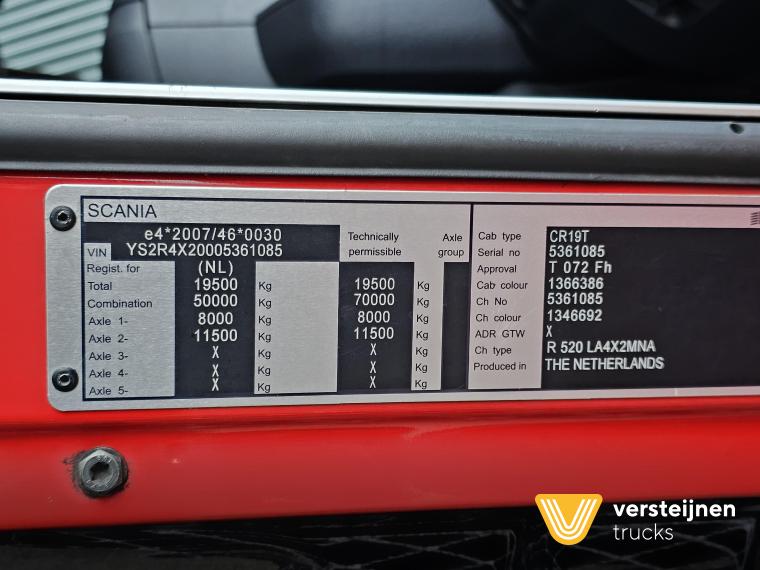 SCANIA
e4*2007/46*0030
VIN YS2R4X20005361085
Technically permissible Axle group
Regist. for (NL)
Total 19500 Kg 19500 Kg
Combination 50000 Kg 70000 Kg
Axle 1- 8000 Kg 8000 Kg
Axle 2- 11500 Kg 11500 Kg
Axle 3- X Kg X Kg
Axle 4- X Kg X Kg
Axle 5- X Kg X Kg
Cab type CR19T
Serial no 5361085
Approval T 072 Fh
Cab colour 1366386
Ch No 5361085
Ch colour 1346692
ADR GTW X
Ch type R 520 LA4X2MNA
Produced in THE NETHERLANDS
versteijnen
trucks